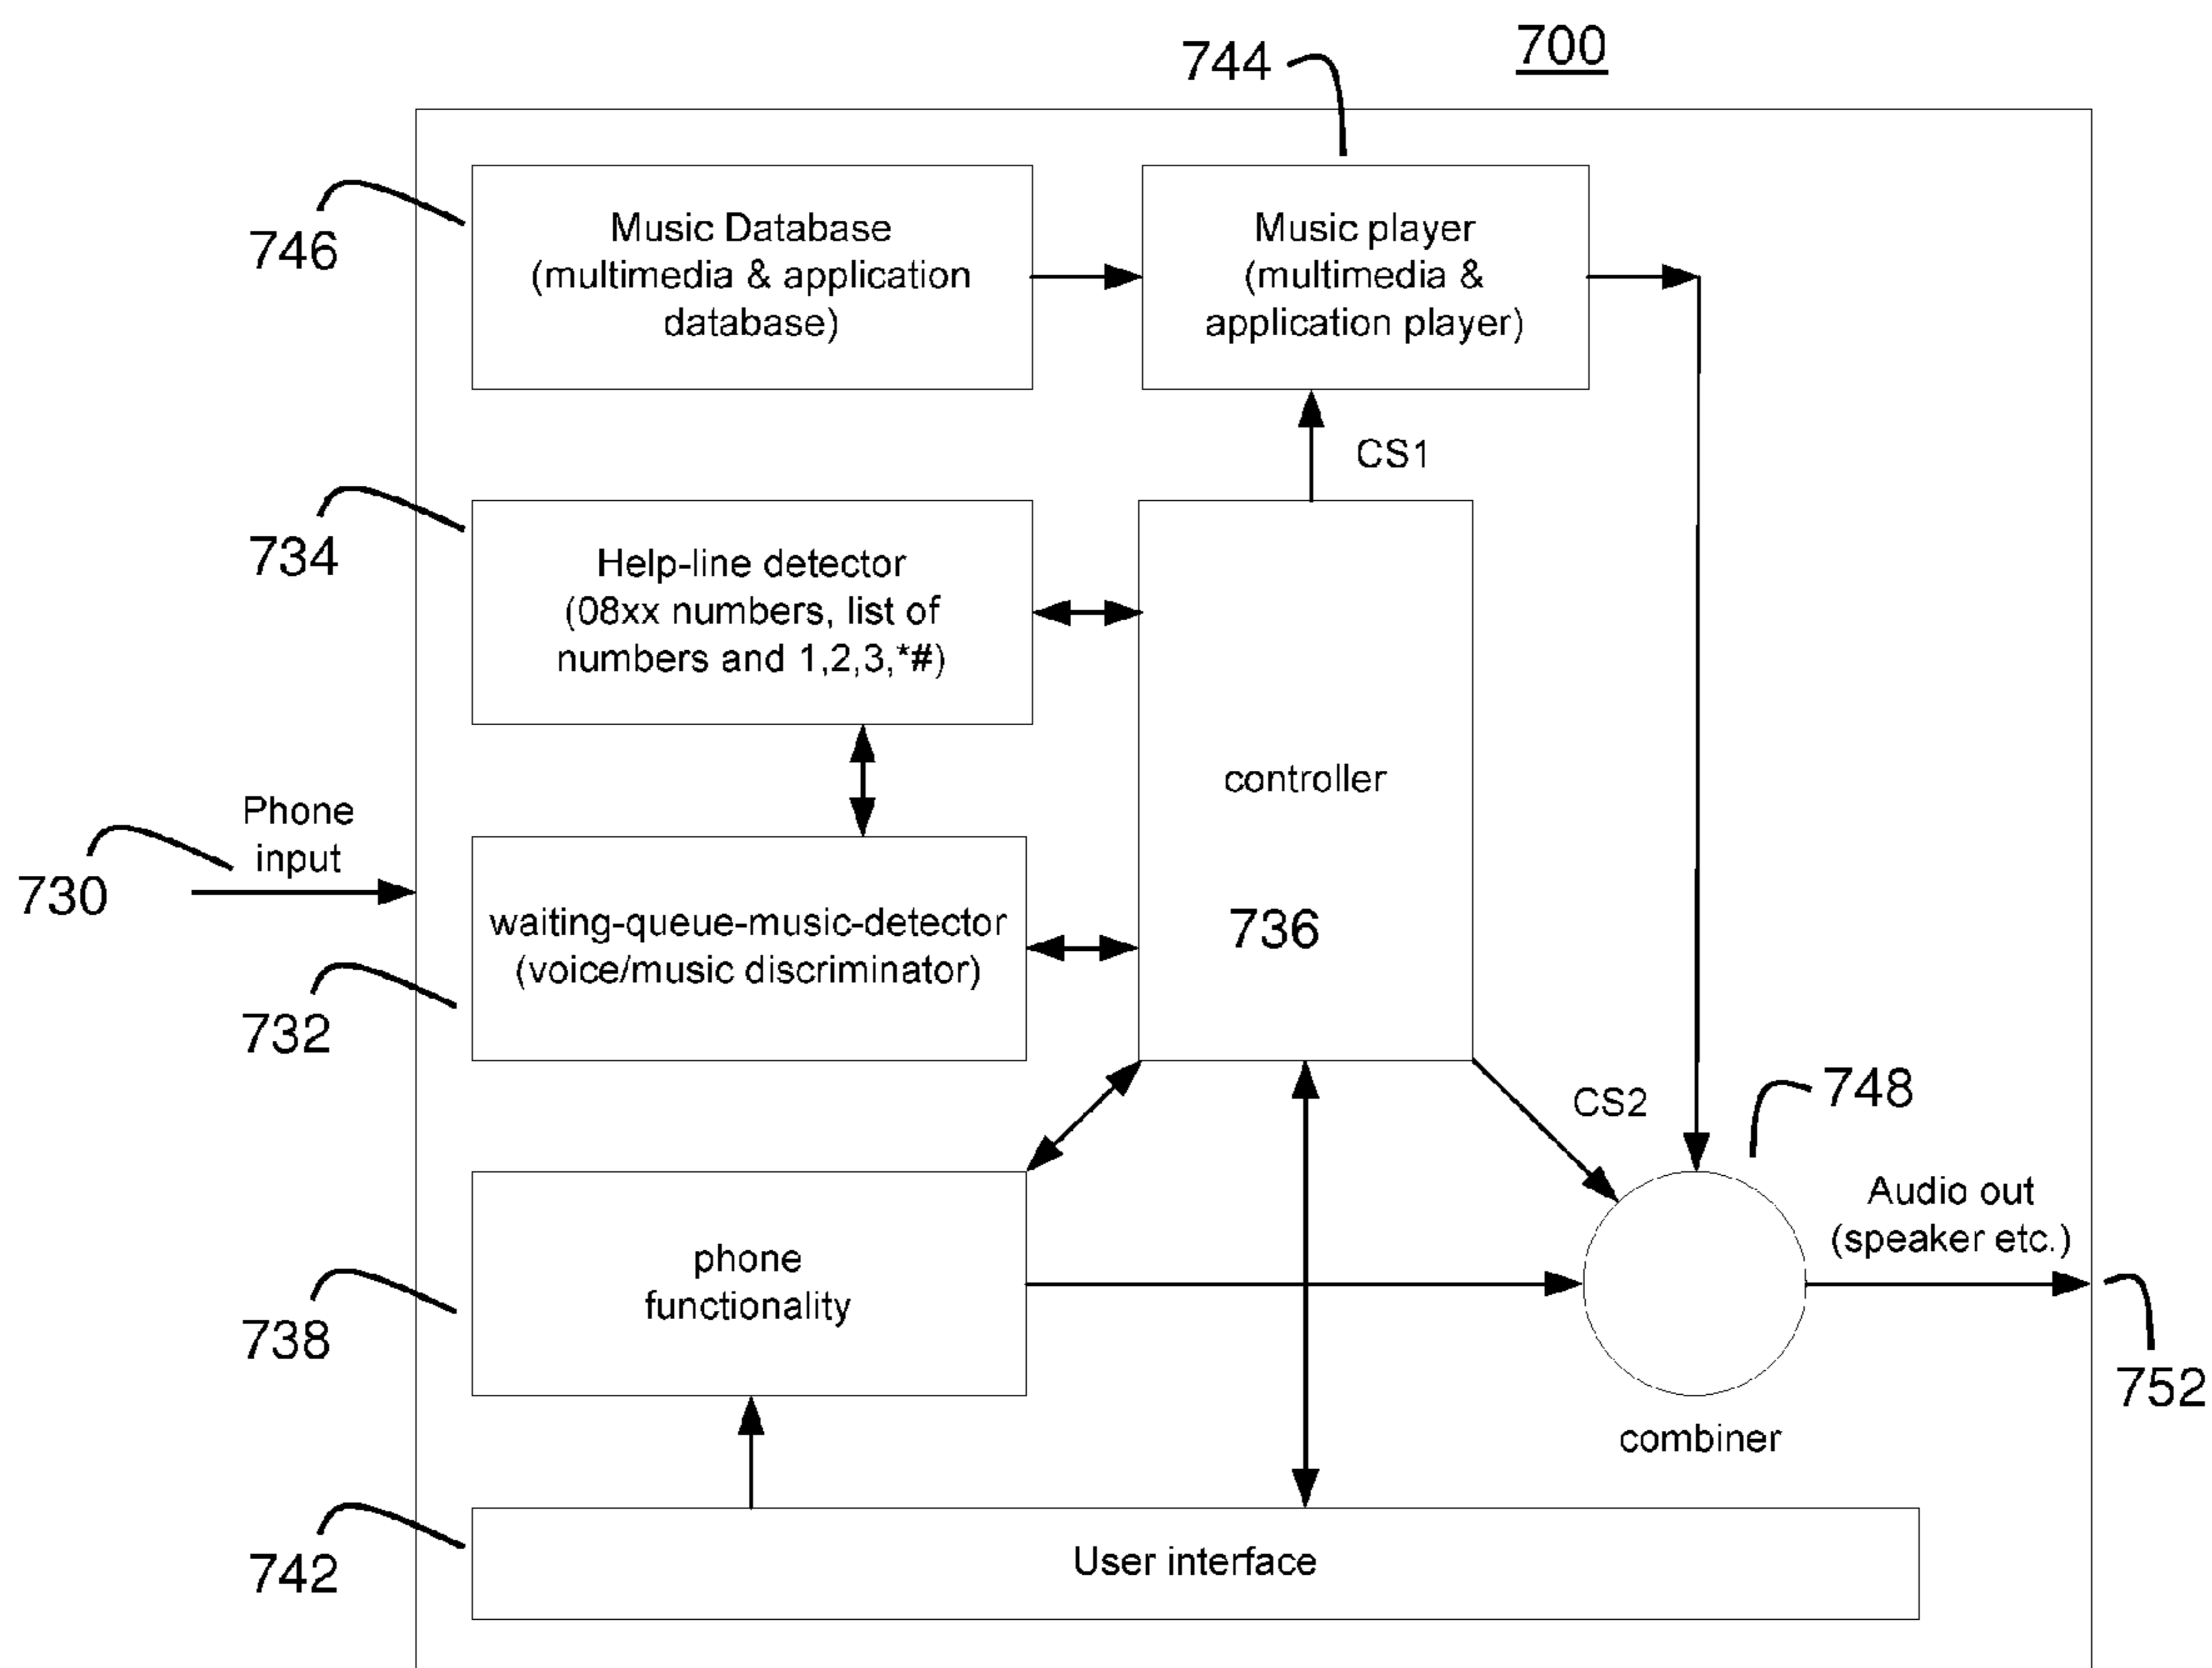 700
744
746
Music Database
(multimedia & application
database)
Music player
(multimedia &
application player)
CS1
734
Help-line detector
(08xx numbers, list of
numbers and 1,2,3,*#)
controller
736
Phone
input
730
waiting-queue-music-detector
(voice/music discriminator)
732
CS2
748
Audio out
(speaker etc.)
phone
functionality
738
752
combiner
User interface
742